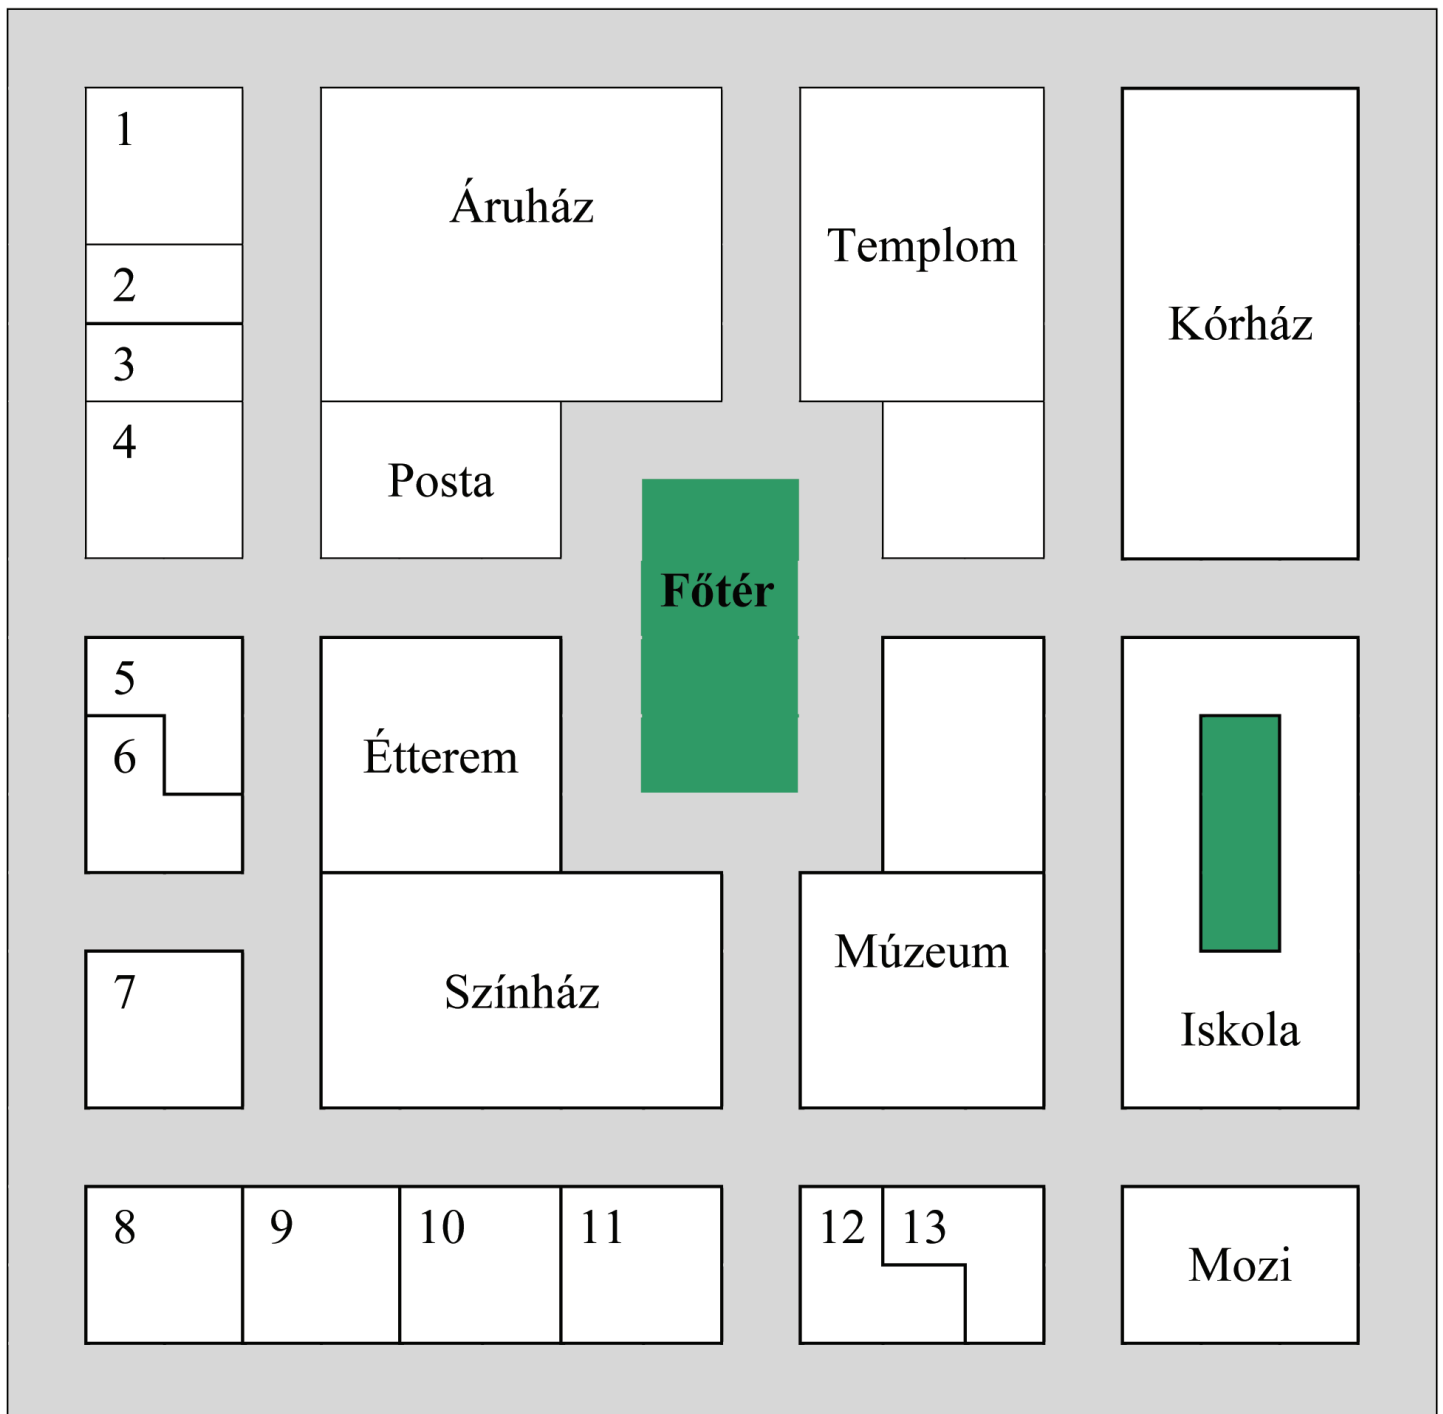 1
Áruház
Templom
Kórház
2
3
4
Posta
Főtér
5
6
Étterem
7
Színház
Múzeum
Iskola
8
9
10
11
12
13
Mozi